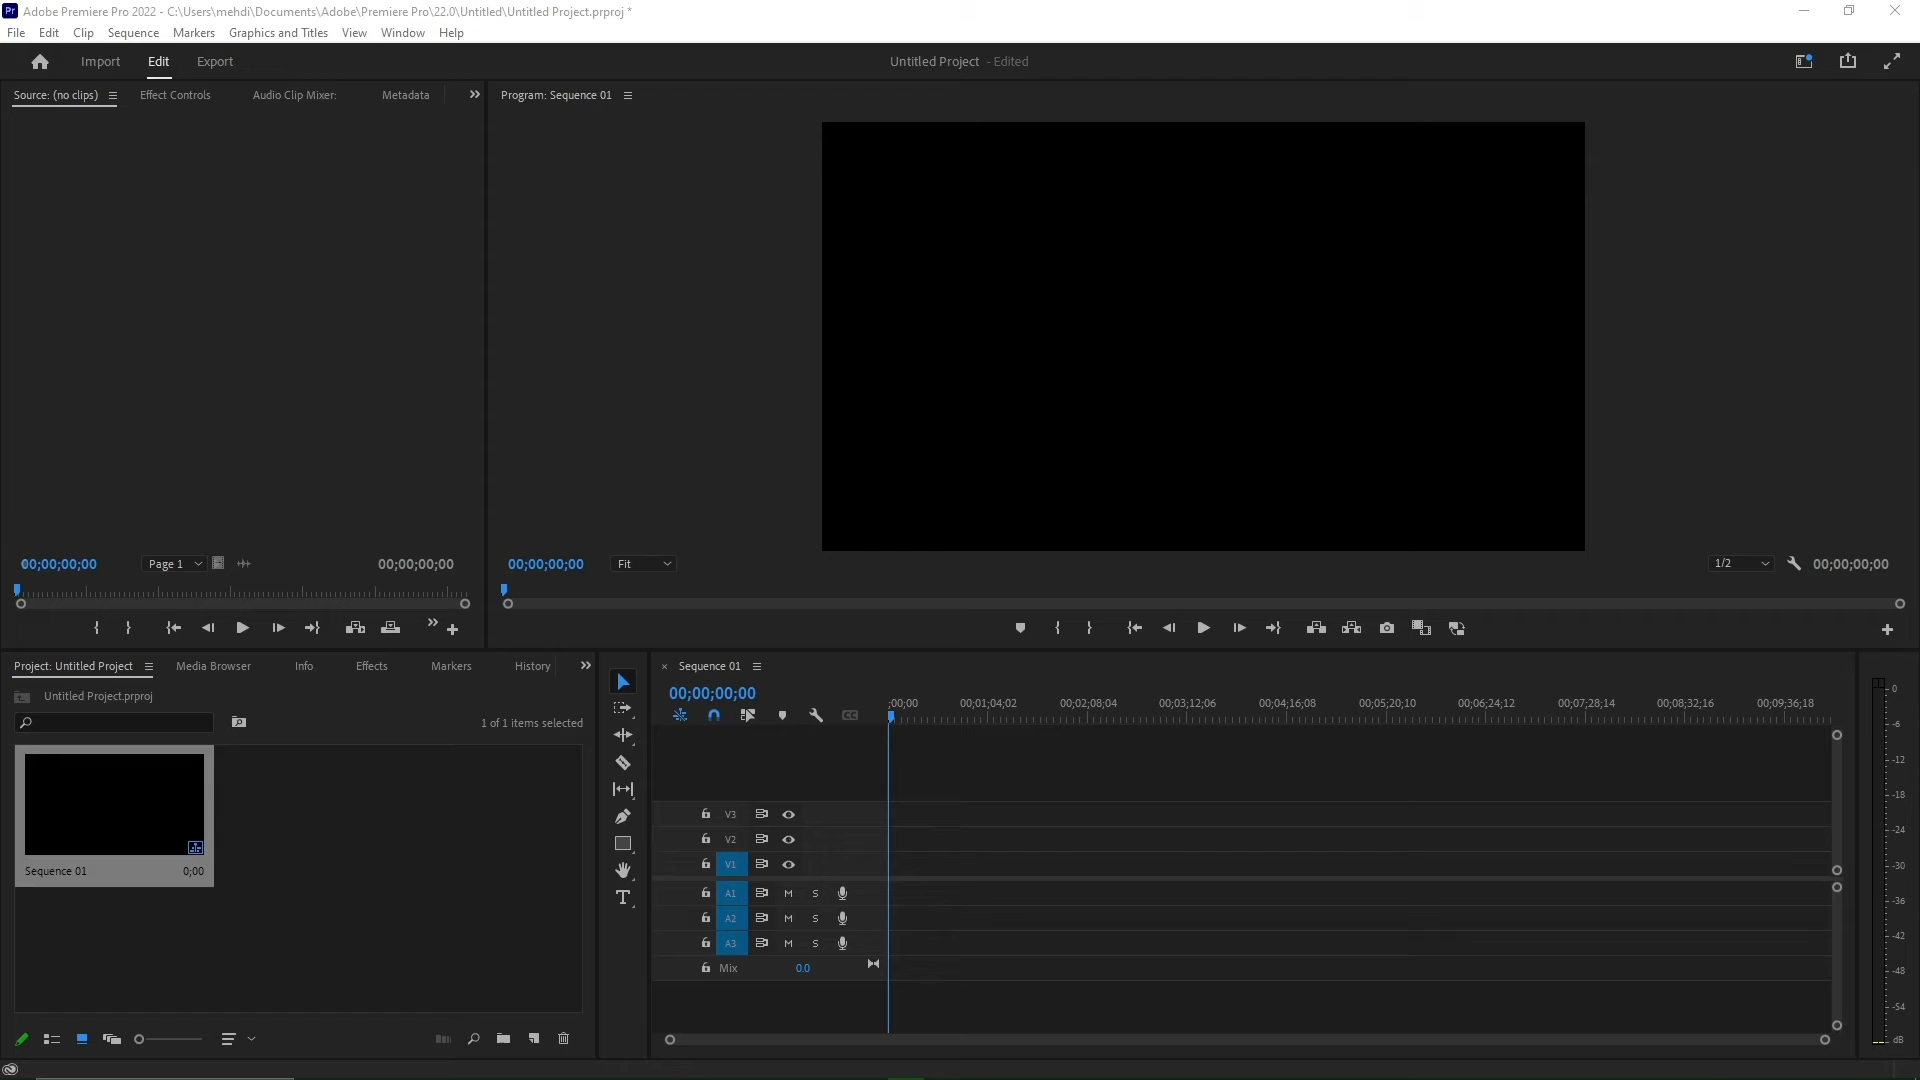 Pr Adobe Premiere Pro 2022 - C:\Users\mehdi\Documents\Adobe\Premiere Pro\22.0\Untitled\Untitled Project.prproj *
File Edit Clip Sequence Markers Graphics and Titles View Window Help
Import Edit Export Untitled Project - Edited
Source: (no clips) Effect Controls Audio Clip Mixer: Metadata
Program: Sequence 01
00;00;00;00 Page 1 00;00;00;00
00;00;00;00 Fit 1/2 00;00;00;00
Project: Untitled Project Media Browser Info Effects Markers History
Untitled Project.prproj
1 of 1 items selected
Sequence 01 0;00
Sequence 01
00;00;00;00
;00;00 00;01;04;02 00;02;08;04 00;03;12;06 00;04;16;08 00;05;20;10 00;06;24;12 00;07;28;14 00;08;32;16 00;09;36;18
CC
V3
V2
V1
A1 M S
A2 M S
A3 M S
Mix 0.0
T
0
-6
-12
-18
-24
-30
-36
-42
-48
-54
dB